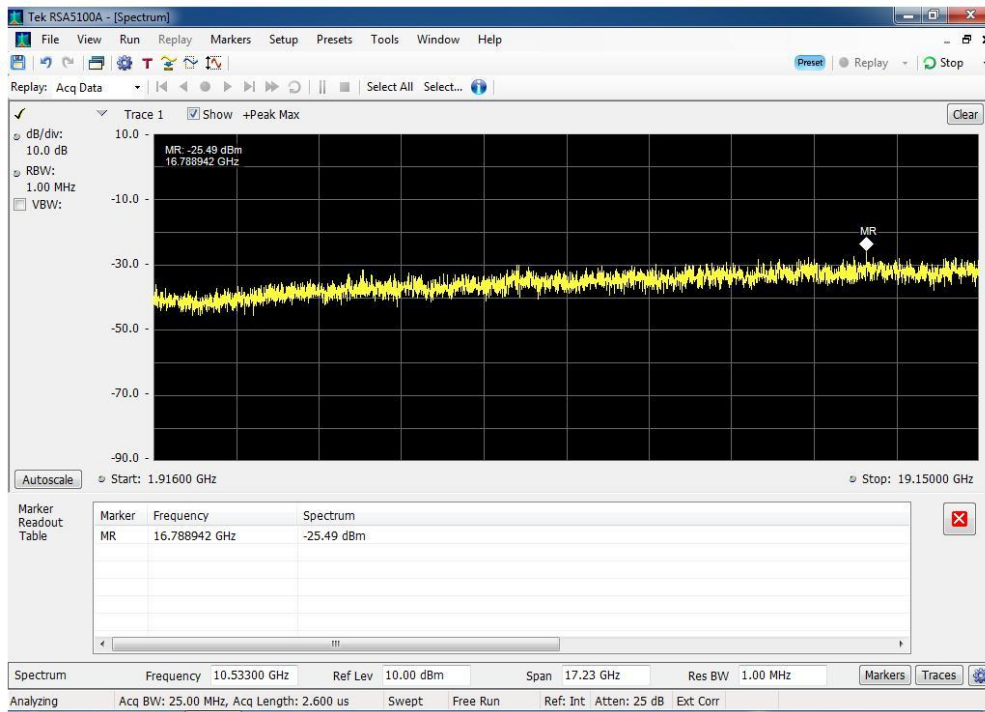 Tek RSA5100A - [Spectrum]
File View Run Replay Markers Setup Presets Tools Window Help
Preset Replay Stop
Replay: Acq Data Select All Select...
Trace 1 Show +Peak Max Clear
dB/div:
10.0 dB
RBW:
1.00 MHz
VBW:
10.0
-10.0
-30.0
-50.0
-70.0
-90.0
MR: -25.49 dBm
16.788942 GHz
MR
Autoscale Start: 1.91600 GHz Stop: 19.15000 GHz
Marker
Readout
Table
Marker Frequency Spectrum
MR 16.788942 GHz -25.49 dBm
Spectrum Frequency 10.53300 GHz Ref Lev 10.00 dBm Span 17.23 GHz Res BW 1.00 MHz Markers Traces
Analyzing Acq BW: 25.00 MHz, Acq Length: 2.600 us Swept Free Run Ref: Int Atten: 25 dB Ext Corr